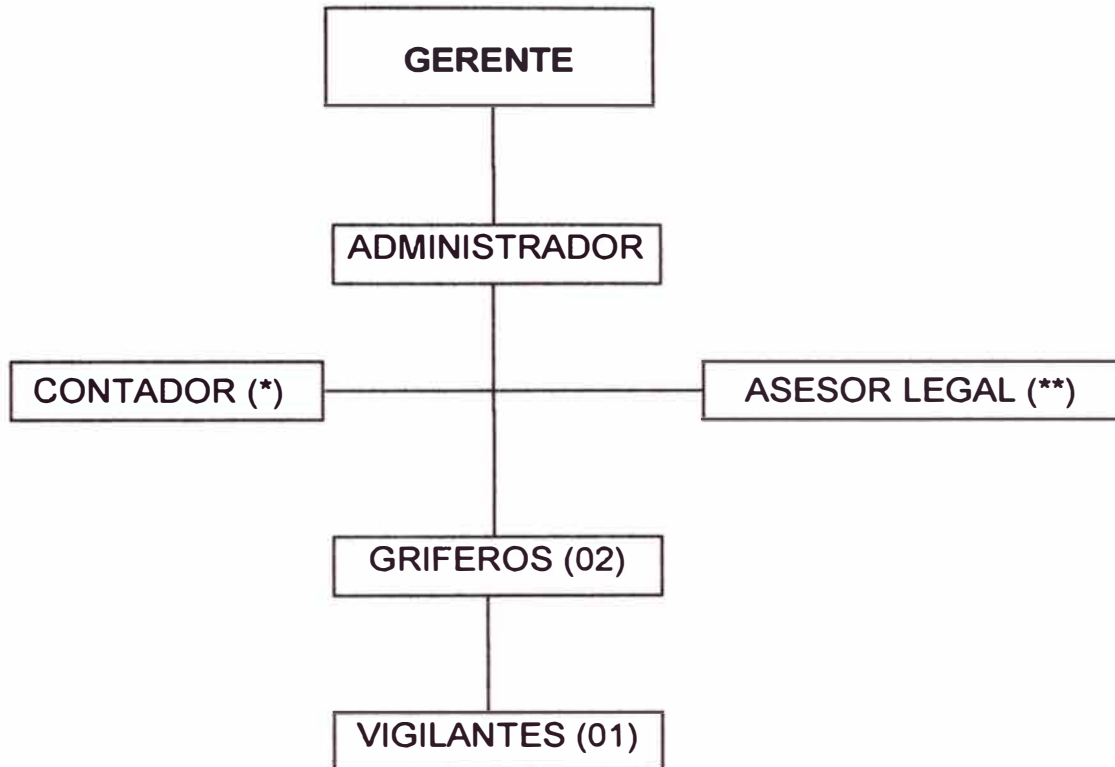 GERENTE
ADMINISTRADOR
CONTADOR (*)
ASESOR LEGAL (**)
GRIFEROS (02)
VIGILANTES (01)